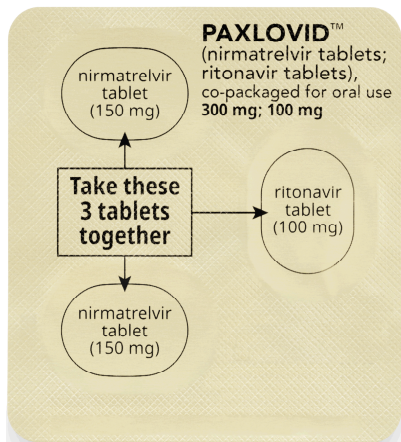 PAXLOVID™
(nirmatrelvir tablets;
ritonavir tablets),
co-packaged for oral use
300 mg; 100 mg
nirmatrelvir
tablet
(150 mg)
Take these
3 tablets
together
ritonavir
tablet
(100 mg)
nirmatrelvir
tablet
(150 mg)